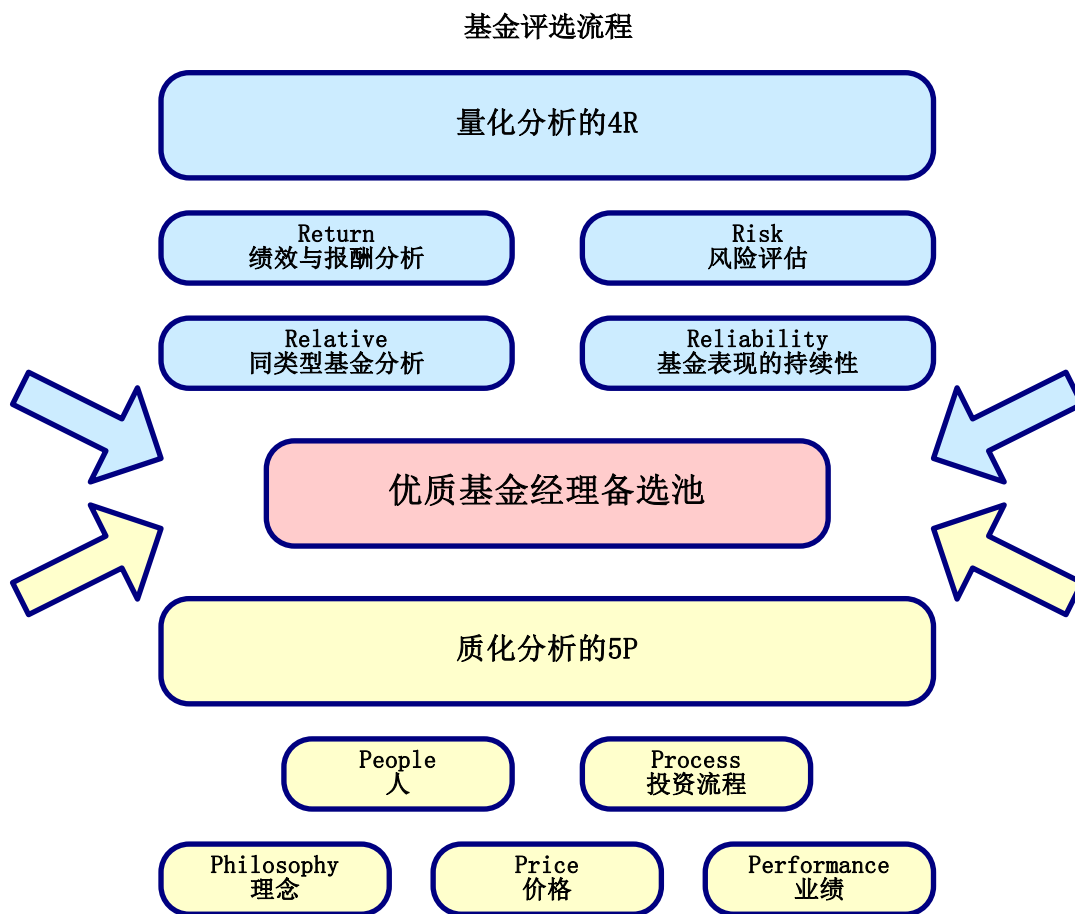 基金评选流程
量化分析的4R
Return
绩效与报酬分析
Risk
风险评估
Relative
同类型基金分析
Reliability
基金表现的持续性
优质基金经理备选池
质化分析的5P
People
人
Process
投资流程
Philosophy
理念
Price
价格
Performance
业绩